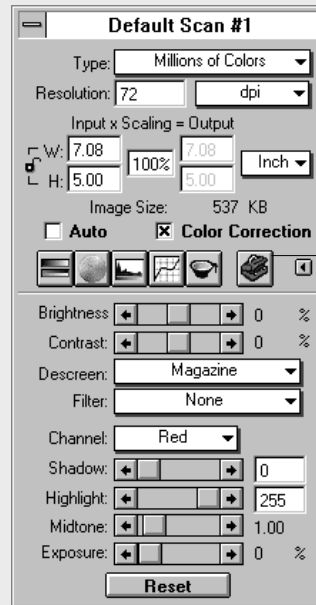 Default Scan #1
Type: Millions of Colors
Resolution: 72 dpi
Input x Scaling = Output
W: 7.08 100% 7.08 Inch
H: 5.00 5.00
Image Size: 537 KB
Auto Color Correction
Brightness 0 %
Contrast: 0 %
Descreen: Magazine
Filter: None
Channel: Red
Shadow: 0
Highlight: 255
Midtone: 1.00
Exposure: 0 %
Reset